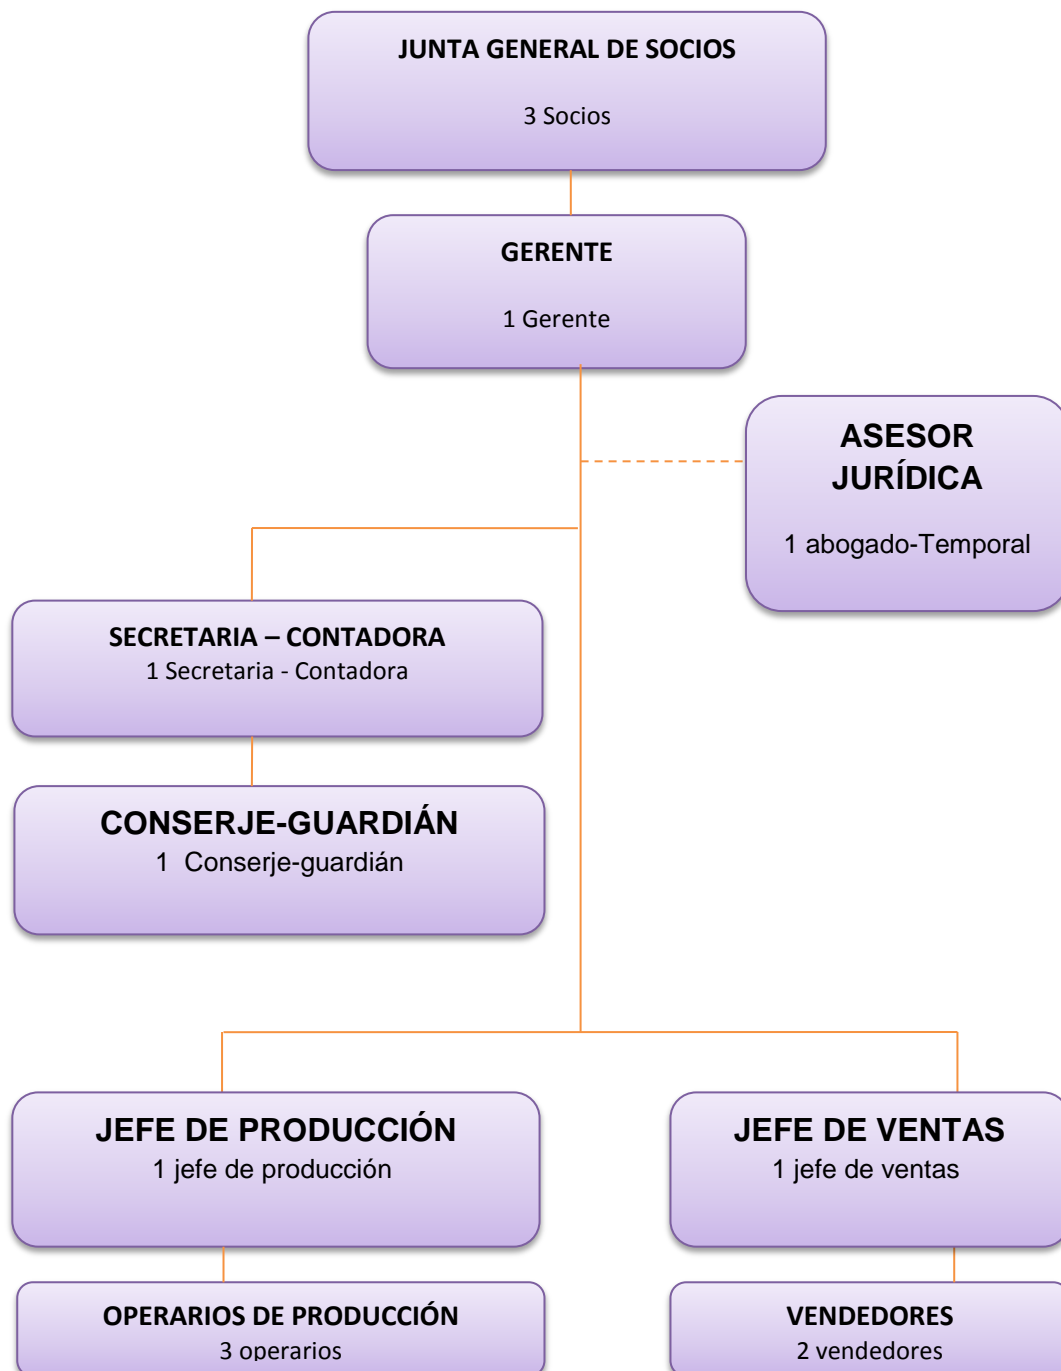 JUNTA GENERAL DE SOCIOS
3 Socios
GERENTE
1 Gerente
ASESOR
JURÍDICA
1 abogado-Temporal
SECRETARIA – CONTADORA
1 Secretaria - Contadora
CONSERJE-GUARDIÁN
1 Conserje-guardián
JEFE DE PRODUCCIÓN
1 jefe de producción
JEFE DE VENTAS
1 jefe de ventas
OPERARIOS DE PRODUCCIÓN
3 operarios
VENDEDORES
2 vendedores